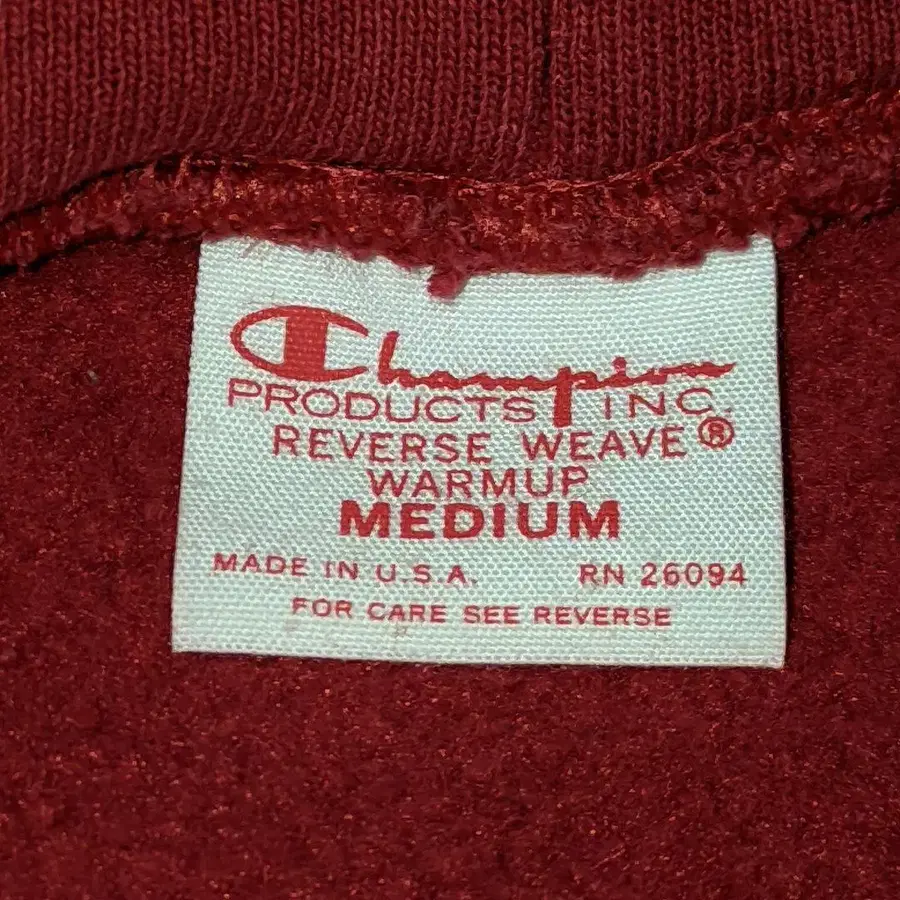 Champion
PRODUCTS INC.
REVERSE WEAVE®
WARMUP
MEDIUM
MADE IN U.S.A. RN 26094
FOR CARE SEE REVERSE